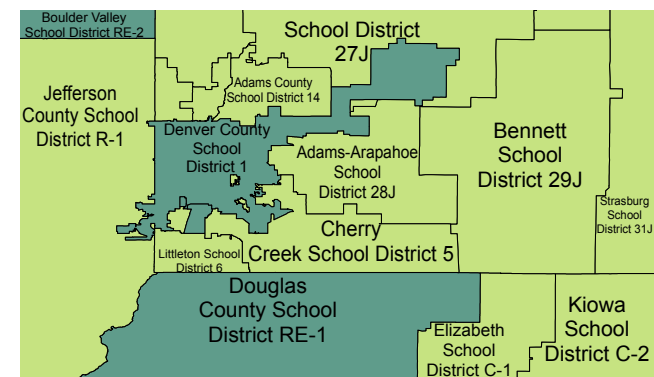 Boulder Valley
School District RE-2
School District
27J
Jefferson
County School
District R-1
Adams County
School District 14
Denver County
School
District 1
Adams-Arapahoe
School
District 28J
Bennett
School
District 29J
Strasburg
School
District 31J
Cherry
Creek School District 5
Littleton School
District 6
Douglas
County School
District RE-1
Elizabeth
School
District C-1
Kiowa
School
District C-2